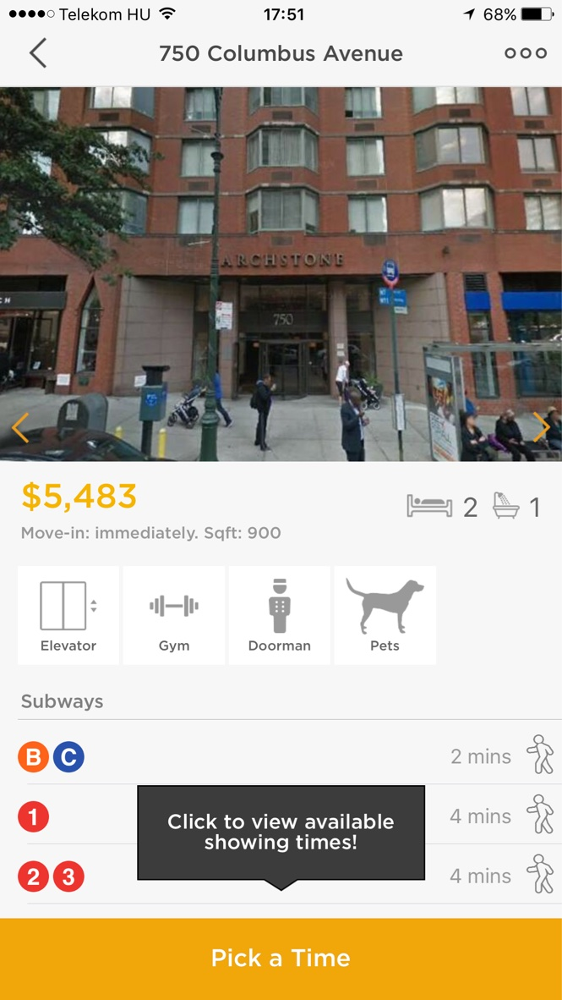 Telekom HU 17:51 68%
750 Columbus Avenue
ARCHSTONE
750
$5,483
2 1
Move-in: immediately. Sqft: 900
Elevator Gym Doorman Pets
Subways
B C 2 mins
1 4 mins
2 3 4 mins
Click to view available
showing times!
Pick a Time